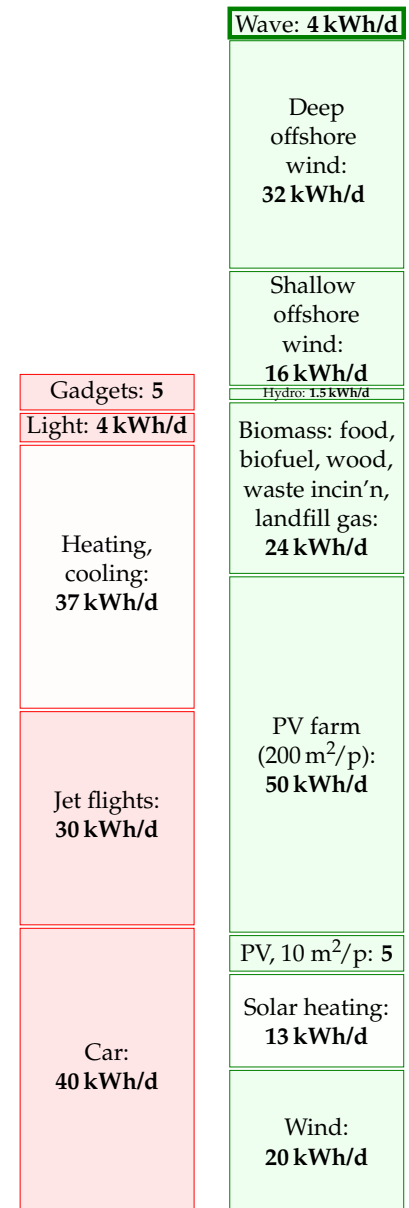 Wave: 4 kWh/d
Deep
offshore
wind:
32 kWh/d
Shallow
offshore
wind:
16 kWh/d
Hydro: 1.5 kWh/d
Biomass: food,
biofuel, wood,
waste incin'n,
landfill gas:
24 kWh/d
PV farm
(200 m²/p):
50 kWh/d
PV, 10 m²/p: 5
Solar heating:
13 kWh/d
Wind:
20 kWh/d
Gadgets: 5
Light: 4 kWh/d
Heating,
cooling:
37 kWh/d
Jet flights:
30 kWh/d
Car:
40 kWh/d